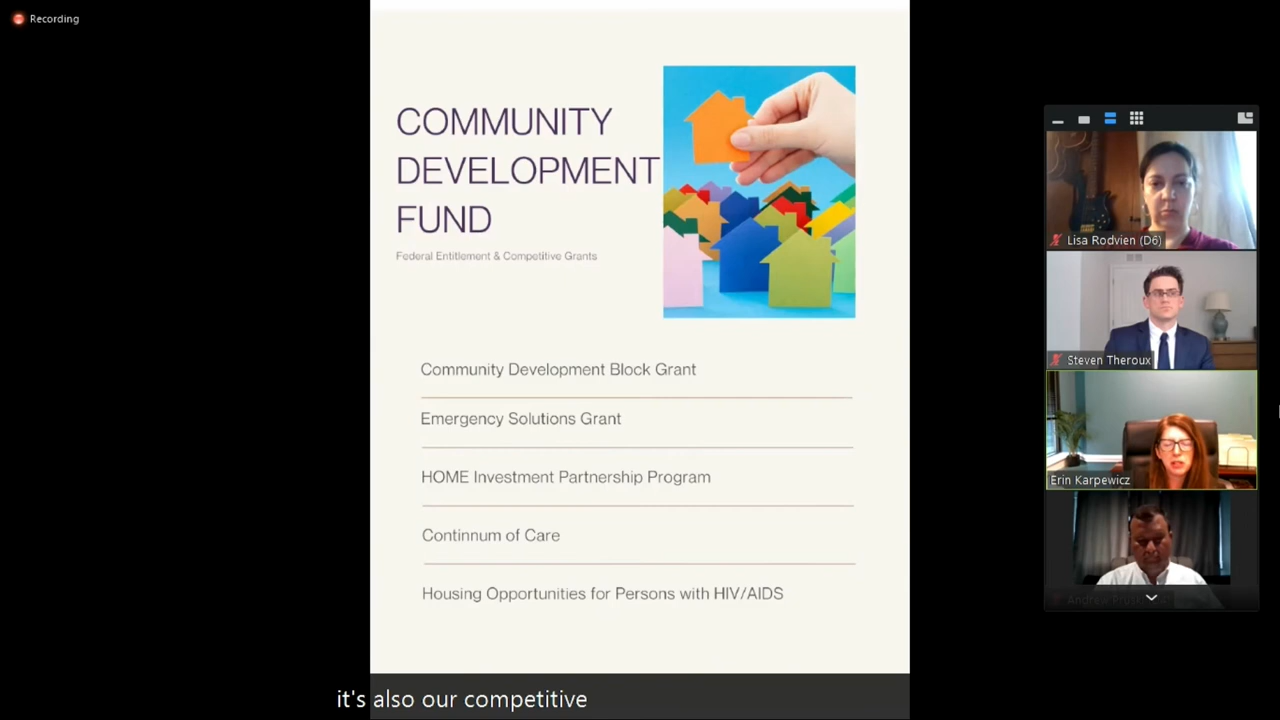 Recording
COMMUNITY
DEVELOPMENT
FUND
Federal Entitlement & Competitive Grants
Community Development Block Grant
Emergency Solutions Grant
HOME Investment Partnership Program
Continnum of Care
Housing Opportunities for Persons with HIV/AIDS
it's also our competitive
Lisa Rodvien (D6)
Steven Theroux
Erin Karpewicz